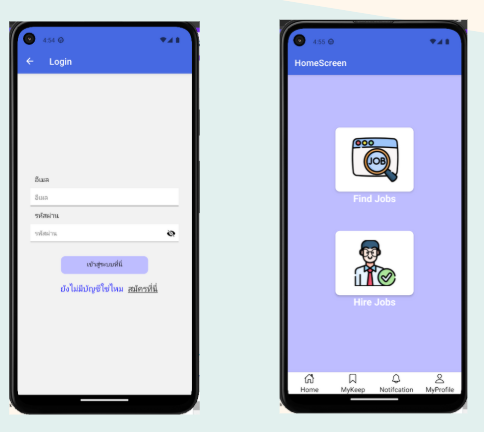 4:54
Login
อีเมล
อีเมล
รหัสผ่าน
รหัสผ่าน
เข้าสู่ระบบที่นี่
ยังไม่มีบัญชีใช่ไหม สมัครที่นี่
4:55
HomeScreen
JOB
Find Jobs
Hire Jobs
Home MyKeep Notifcation MyProfile